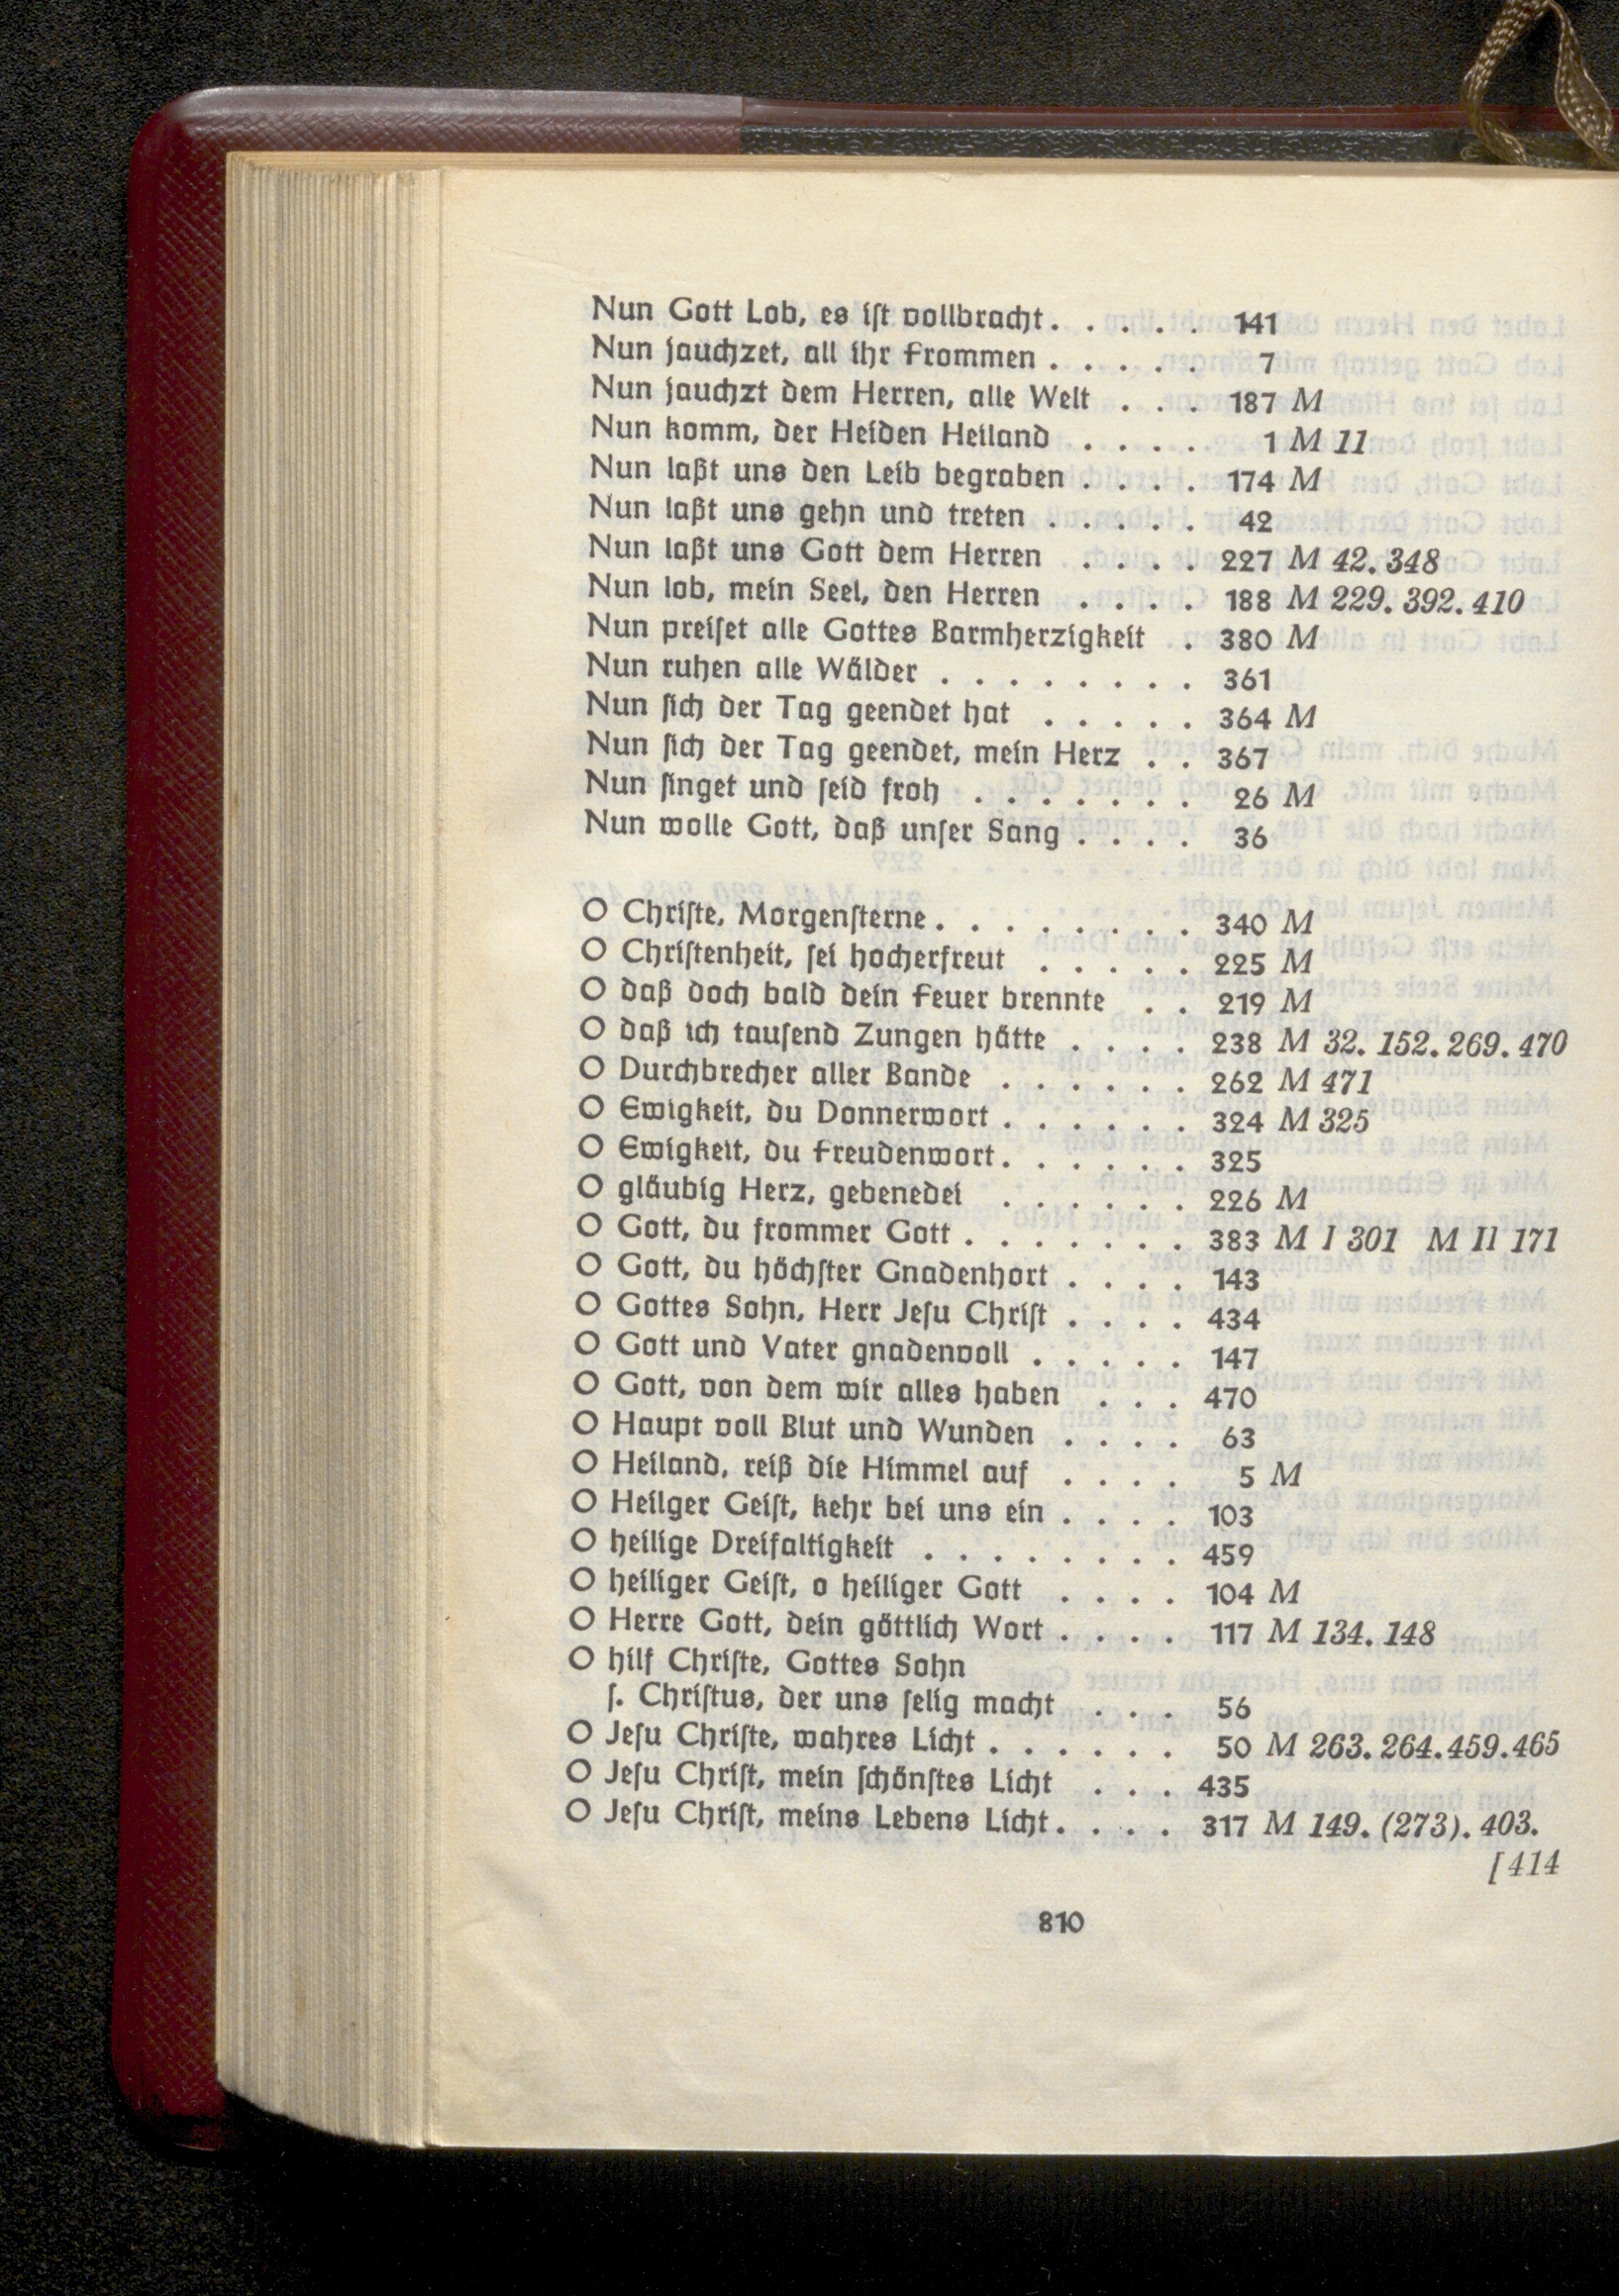 Nun Gott Lob, es iſt vollbracht . . . . . 141
Nun jauchzet, all ihr Frommen . . . . . 7
Nun jauchzt dem Herren, alle Welt . . . 187 M
Nun komm, der Heiden Heiland . . . . 1 M 11
Nun laßt uns den Leib begraben . . . . 174 M
Nun laßt uns gehn und treten . . . . . 42
Nun laßt uns Gott dem Herren . . . . 227 M 42. 348
Nun lob, mein Seel, den Herren . . . . 188 M 229. 392. 410
Nun preiſet alle Gottes Barmherzigkeit . 380 M
Nun ruhen alle Wälder . . . . . . . . 361
Nun ſich der Tag geendet hat . . . . . 364 M
Nun ſich der Tag geendet, mein Herz . . 367
Nun ſinget und ſeid froh . . . . . . . 26 M
Nun wolle Gott, daß unſer Sang . . . . 36
O Chriſte, Morgenſterne . . . . . . . . 340 M
O Chriſtenheit, ſei hocherfreut . . . . . 225 M
O daß doch bald dein Feuer brennte . . 219 M
O daß ich tauſend Zungen hätte . . . . 238 M 32. 152. 269. 470
O Durchbrecher aller Bande . . . . . . 262 M 471
O Ewigkeit, du Donnerwort . . . . . . 324 M 325
O Ewigkeit, du Freudenwort . . . . . . 325
O gläubig Herz, gebenedei . . . . . . 226 M
O Gott, du frommer Gott . . . . . . . 383 M I 301 M II 171
O Gott, du höchſter Gnadenhort . . . . 143
O Gottes Sohn, Herr Jeſu Chriſt . . . . 434
O Gott und Vater gnadenvoll . . . . . 147
O Gott, von dem wir alles haben . . . 470
O Haupt voll Blut und Wunden . . . . 63
O Heiland, reiß die Himmel auf . . . . 5 M
O Heilger Geiſt, kehr bei uns ein . . . . 103
O heilige Dreifaltigkeit . . . . . . . . 459
O heiliger Geiſt, o heiliger Gott . . . . 104 M
O Herre Gott, dein göttlich Wort . . . . 117 M 134. 148
O hilf Chriſte, Gottes Sohn
ſ. Chriſtus, der uns ſelig macht . . . 56
O Jeſu Chriſte, wahres Licht . . . . . . 50 M 263. 264. 459. 465
O Jeſu Chriſt, mein ſchönſtes Licht . . . 435
O Jeſu Chriſt, meins Lebens Licht . . . . 317 M 149. (273). 403.
[414
810